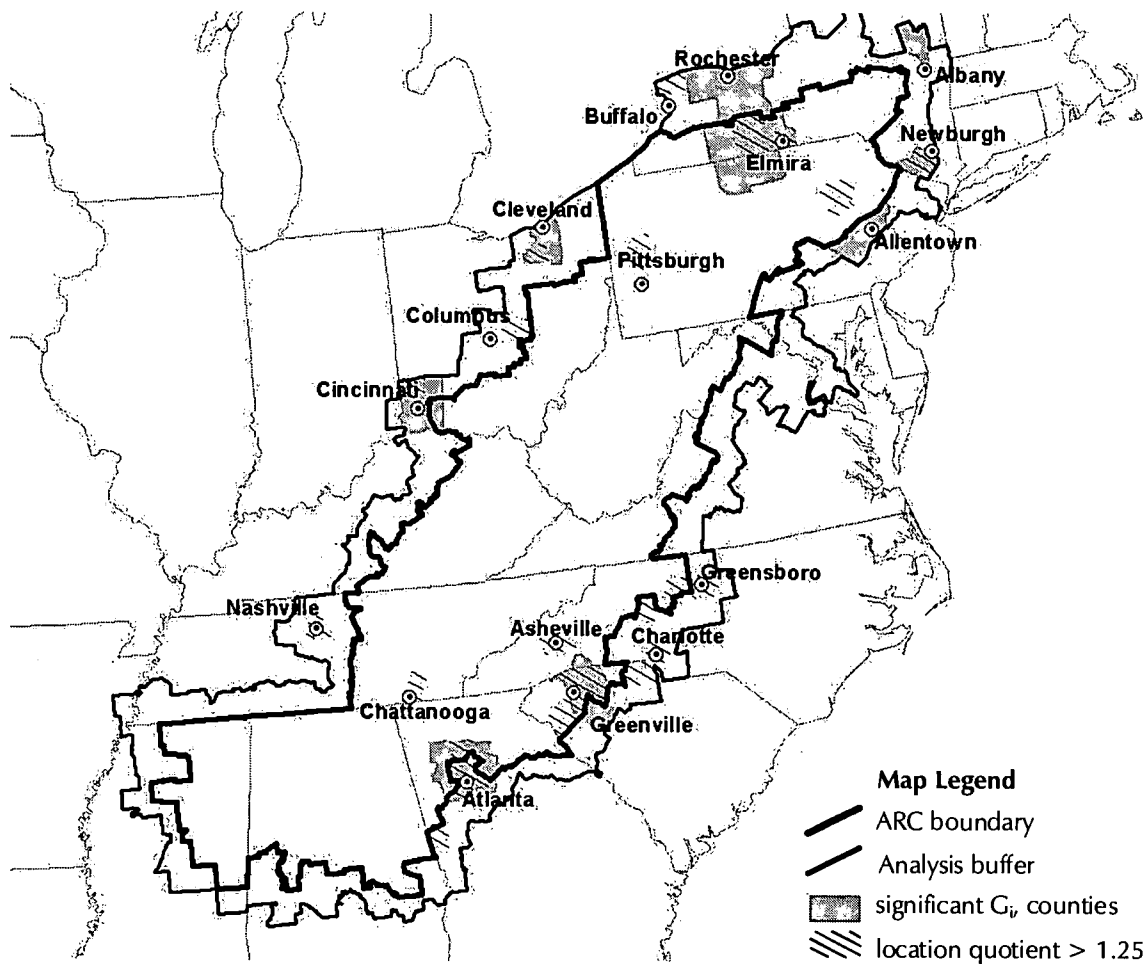 Rochester
Albany
Buffalo
Newburgh
Elmira
Cleveland
Allentown
Pittsburgh
Columbus
Cincinnati
Greensboro
Nashville
Asheville
Charlotte
Chattanooga
Greenville
Atlanta
Map Legend
ARC boundary
Analysis buffer
significant Gi, counties
location quotient > 1.25